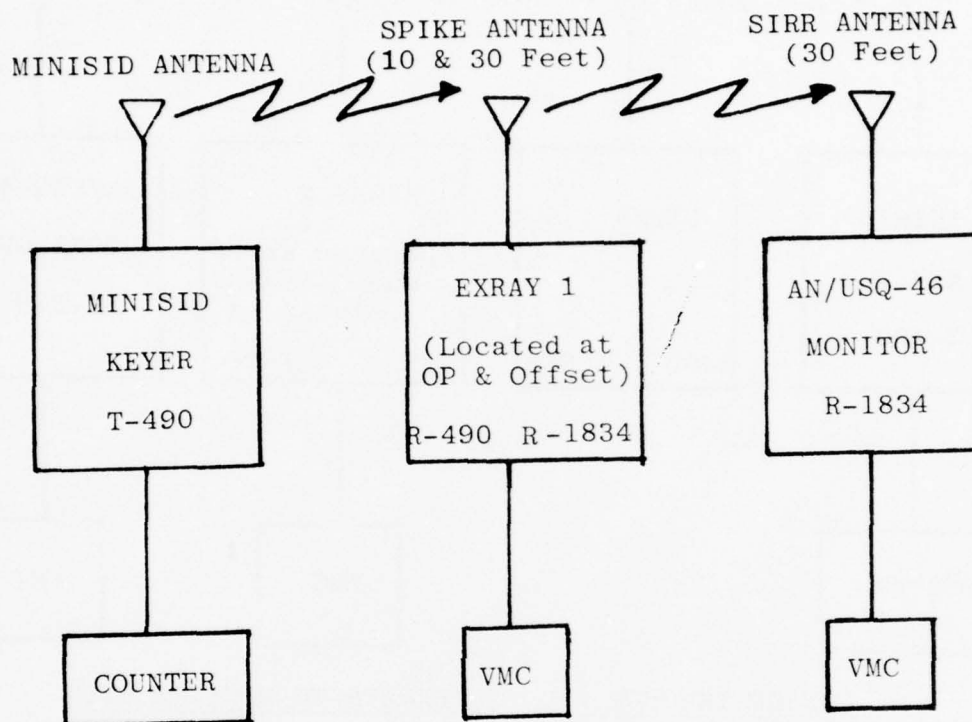 MINISID ANTENNA
SPIKE ANTENNA
(10 & 30 Feet)
SIRR ANTENNA
(30 Feet)
MINISID
KEYER
T-490
EXRAY 1
(Located at
OP & Offset)
R-490 R-1834
AN/USQ-46
MONITOR
R-1834
COUNTER
VMC
VMC